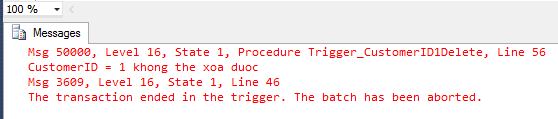 100 %
Messages
Msg 50000, Level 16, State 1, Procedure Trigger_CustomerID1Delete, Line 56
CustomerID = 1 khong the xoa duoc
Msg 3609, Level 16, State 1, Line 46
The transaction ended in the trigger. The batch has been aborted.